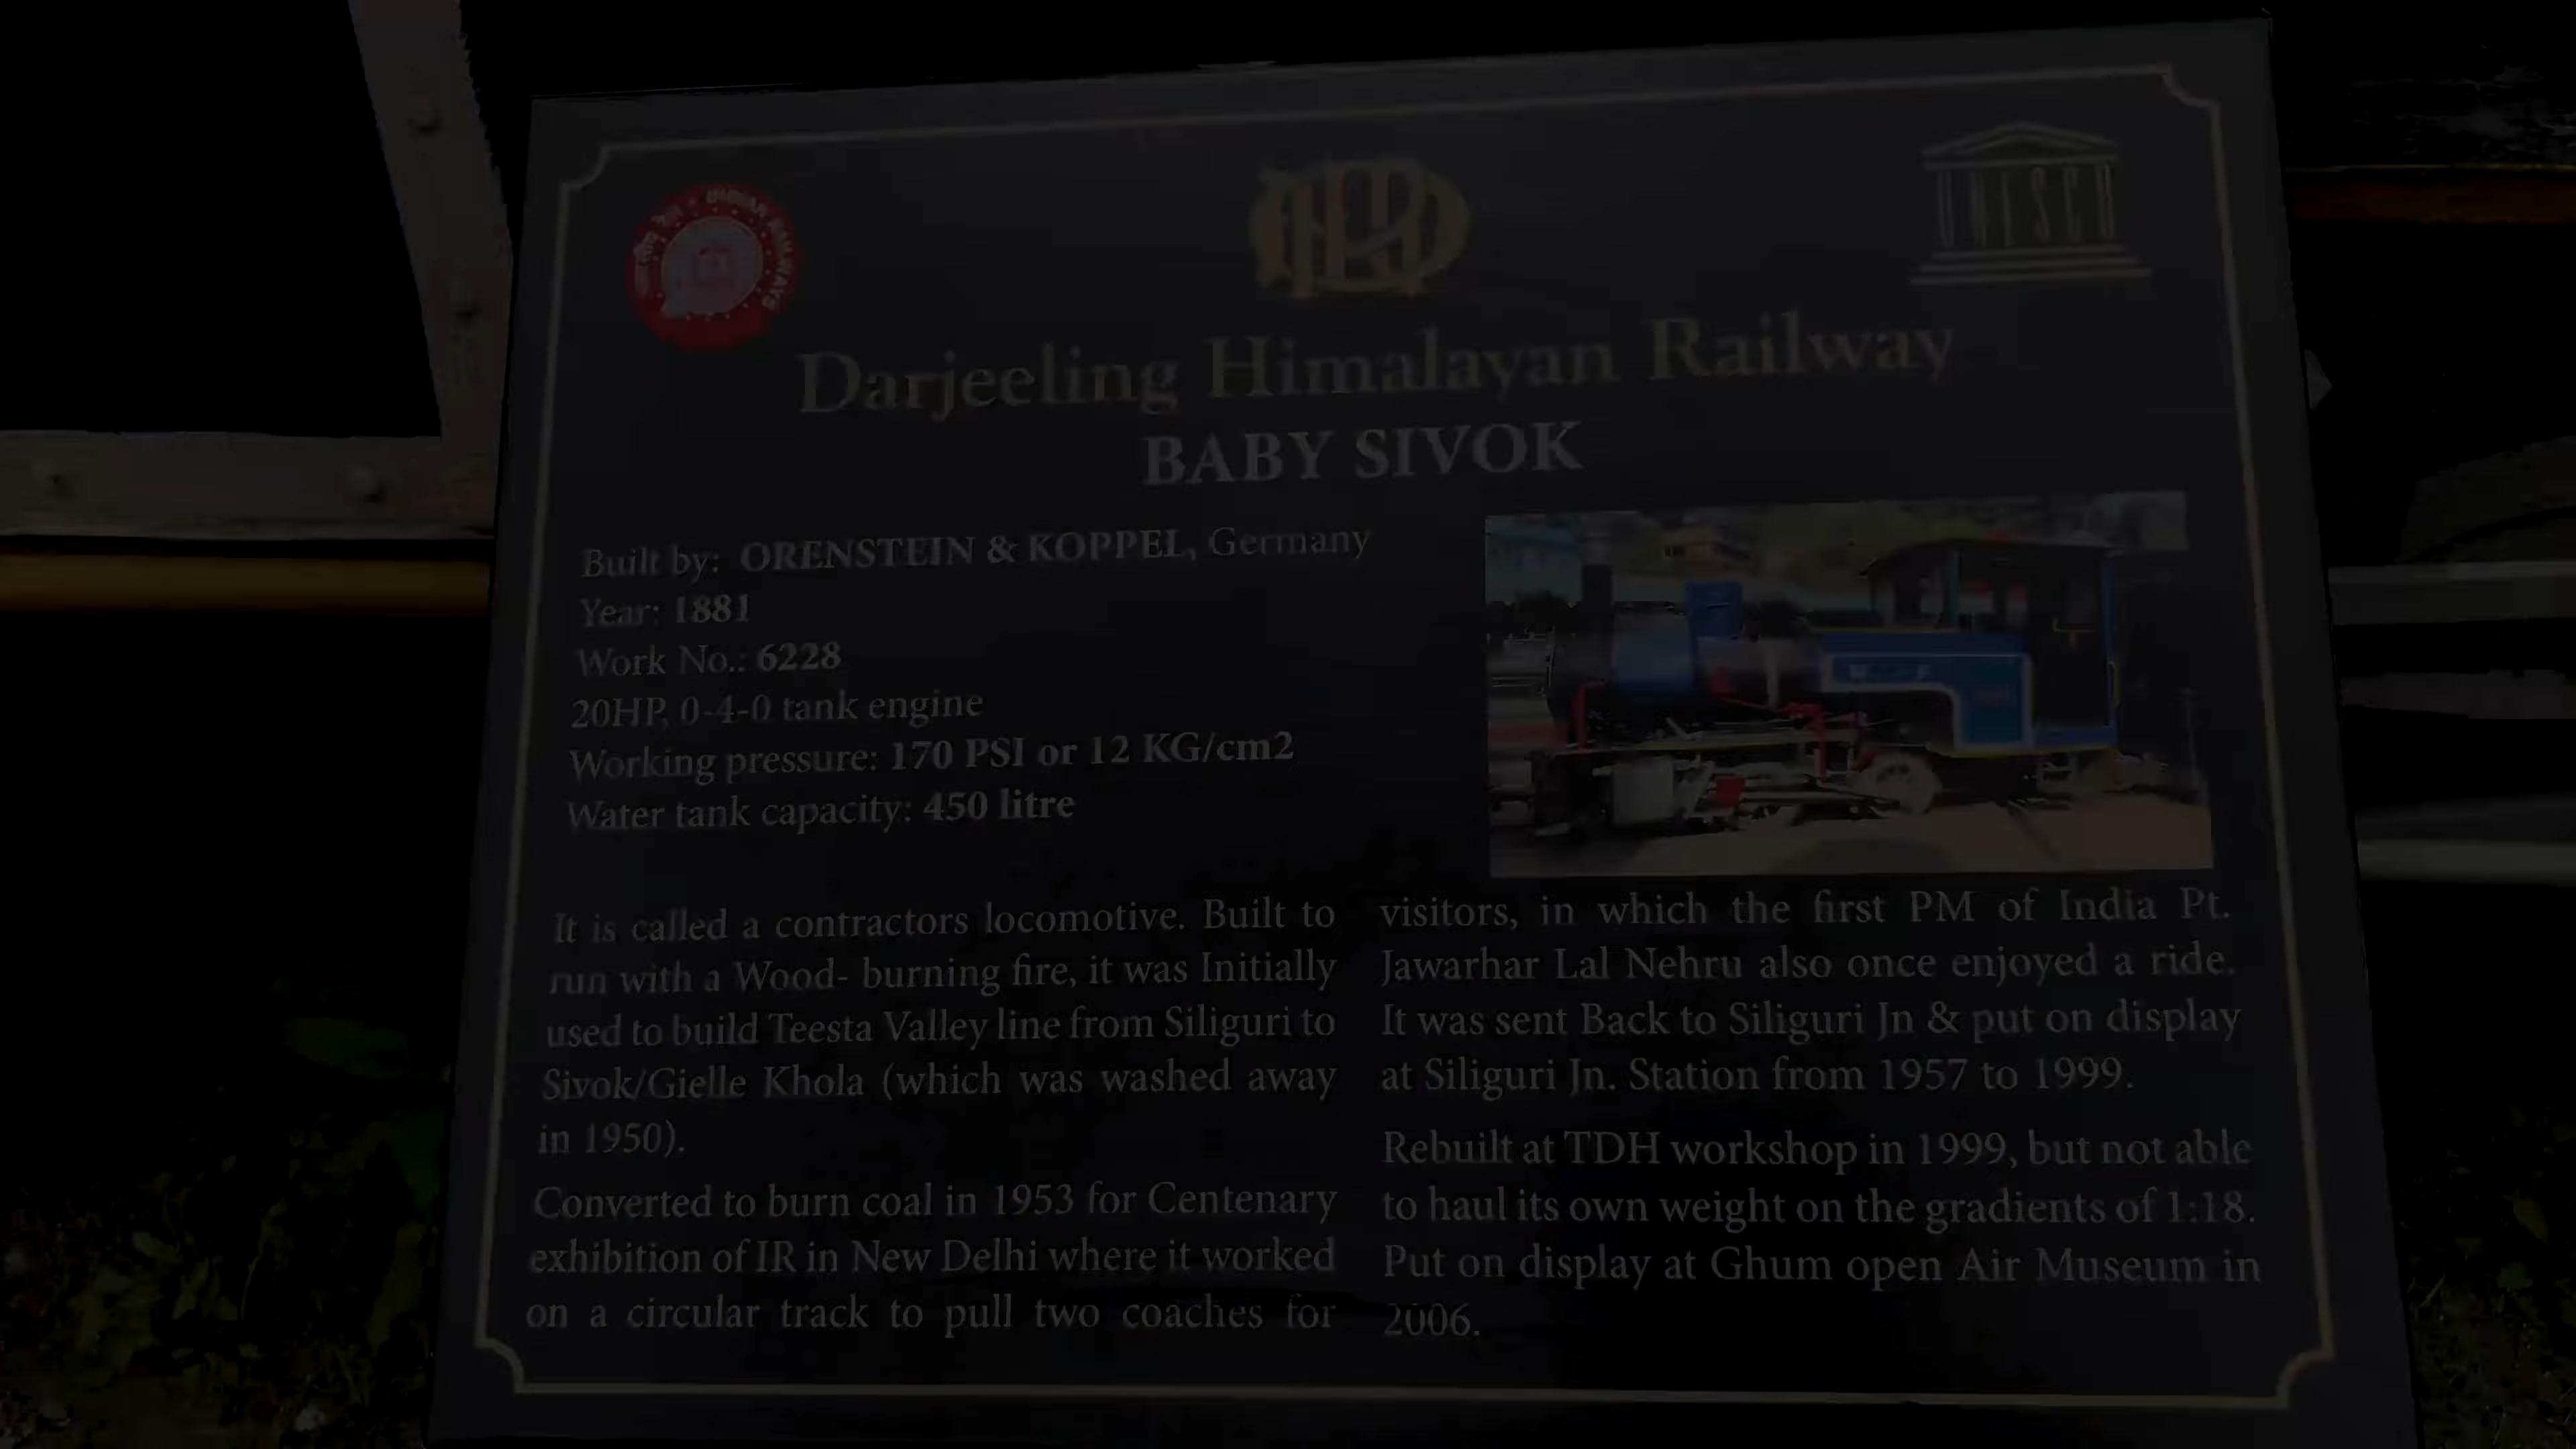 INDIAN RAILWAYS
UNESCO
Darjeeling Himalayan Railway
BABY SIVOK
Built by: ORENSTEIN & KOPPEL, Germany
Year: 1881
Work No.: 6228
20HP, 0-4-0 tank engine
Working pressure: 170 PSI or 12 KG/cm2
Water tank capacity: 450 litre
It is called a contractors locomotive. Built to
run with a Wood- burning fire, it was Initially
used to build Teesta Valley line from Siliguri to
Sivok/Gielle Khola (which was washed away
in 1950).
Converted to burn coal in 1953 for Centenary
exhibition of IR in New Delhi where it worked
on a circular track to pull two coaches for
visitors, in which the first PM of India Pt.
Jawarhar Lal Nehru also once enjoyed a ride.
It was sent Back to Siliguri Jn & put on display
at Siliguri Jn. Station from 1957 to 1999.
Rebuilt at TDH workshop in 1999, but not able
to haul its own weight on the gradients of 1:18.
Put on display at Ghum open Air Museum in
2006.